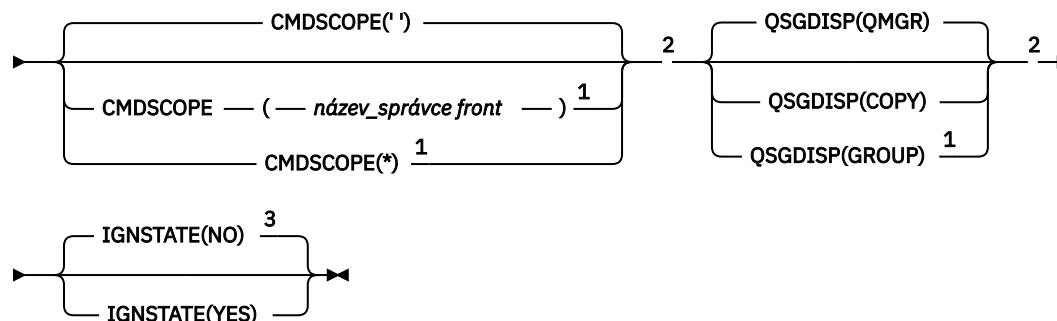 CMDSCOPE(' ')
CMDSCOPE ( název_správce front ) 1
CMDSCOPE(*) 1
2
QSGDISP(QMGR)
QSGDISP(COPY)
QSGDISP(GROUP) 1
2
IGNSTATE(NO) 3
IGNSTATE(YES)